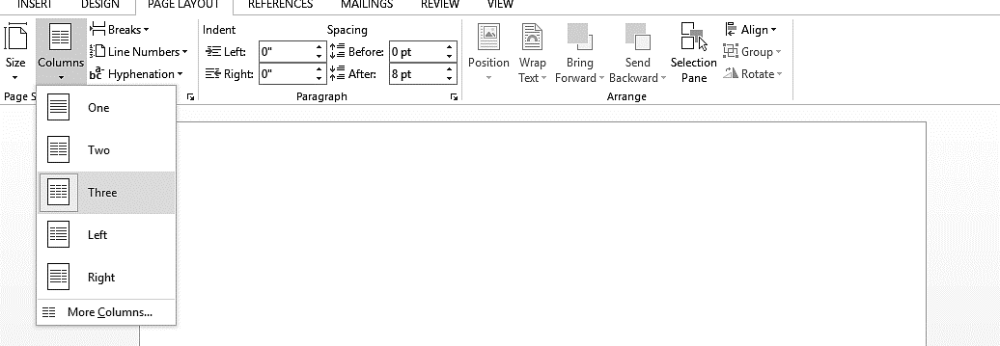 INSERT DESIGN PAGE LAYOUT REFERENCES MAILINGS REVIEW VIEW
Breaks
Indent
Spacing
Align
Line Numbers
Left: 0"
Before: 0 pt
Group
Size
Columns
Hyphenation
Right: 0"
After: 8 pt
Position
Wrap Text
Bring Forward
Send Backward
Selection Pane
Rotate
Page S
Paragraph
Arrange
One
Two
Three
Left
Right
More Columns...